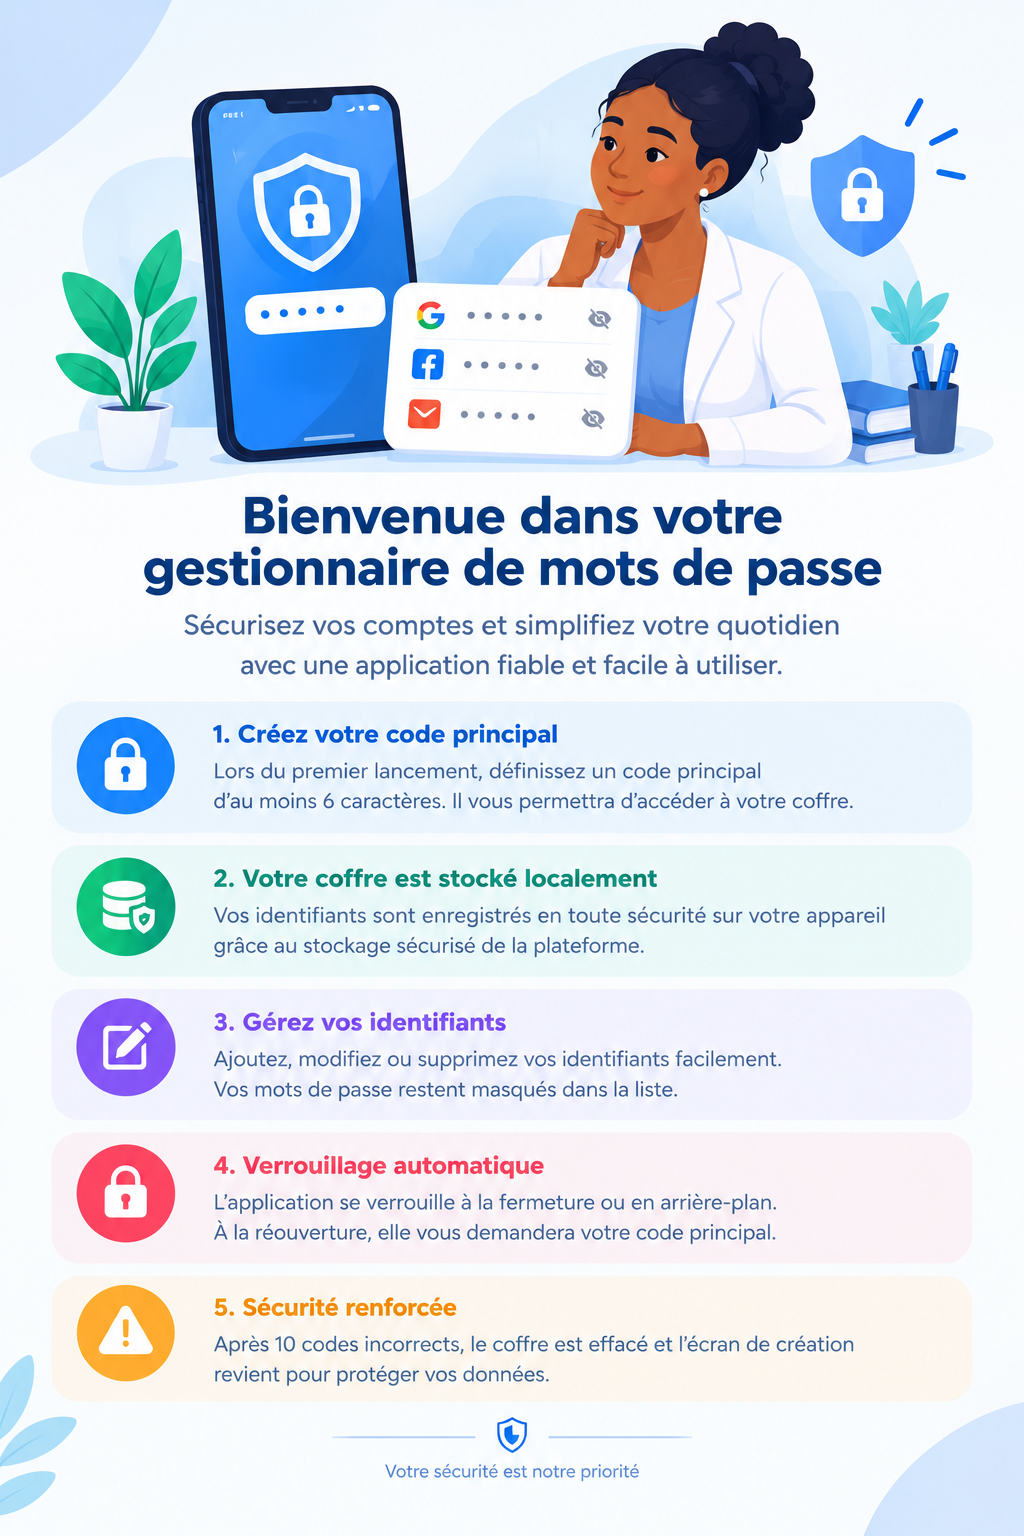 Bienvenue dans votre
gestionnaire de mots de passe
Sécurisez vos comptes et simplifiez votre quotidien
avec une application fiable et facile à utiliser.
1. Créez votre code principal
Lors du premier lancement, définissez un code principal
d'au moins 6 caractères. Il vous permettra d'accéder à votre coffre.
2. Votre coffre est stocké localement
Vos identifiants sont enregistrés en toute sécurité sur votre appareil
grâce au stockage sécurisé de la plateforme.
3. Gérez vos identifiants
Ajoutez, modifiez ou supprimez vos identifiants facilement.
Vos mots de passe restent masqués dans la liste.
4. Verrouillage automatique
L'application se verrouille à la fermeture ou en arrière-plan.
À la réouverture, elle vous demandera votre code principal.
5. Sécurité renforcée
Après 10 codes incorrects, le coffre est effacé et l'écran de création
revient pour protéger vos données.
Votre sécurité est notre priorité